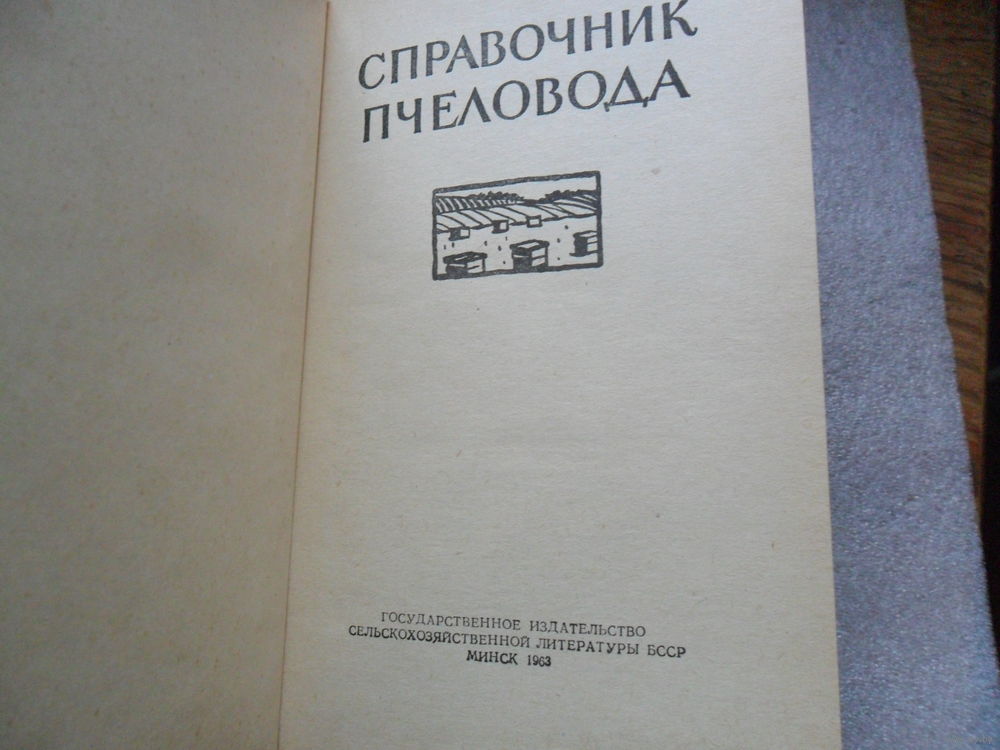 СПРАВОЧНИК
ПЧЕЛОВОДА
ГОСУДАРСТВЕННОЕ ИЗДАТЕЛЬСТВО
СЕЛЬСКОХОЗЯЙСТВЕННОЙ ЛИТЕРАТУРЫ БССР
МИНСК 1963